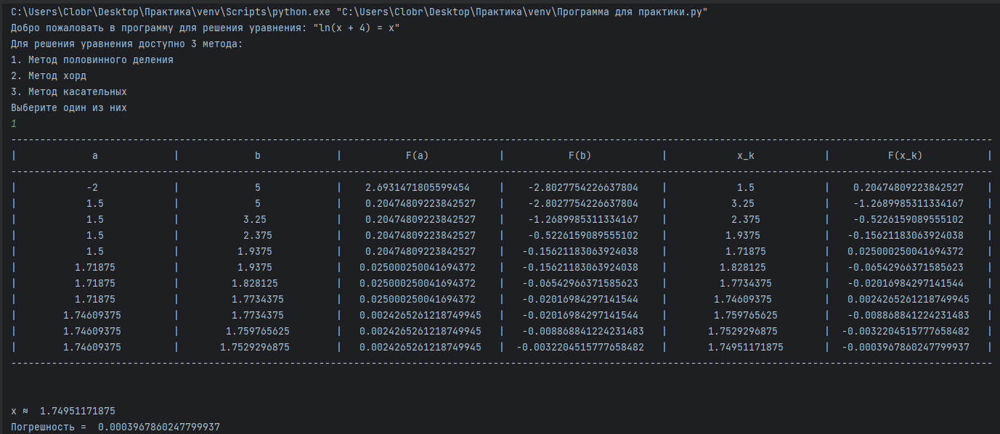 C:\Users\Clobr\Desktop\Практика\venv\Scripts\python.exe "C:\Users\Clobr\Desktop\Практика\venv\Программа для практики.py"
Добро пожаловать в программу для решения уравнения: "ln(x + 4) = x"
Для решения уравнения доступно 3 метода:
1. Метод половинного деления
2. Метод хорд
3. Метод касательных
Выберите один из них
1
| a | b | F(a) | F(b) | x_k | F(x_k) |
| -2 | 5 | 2.6931471805599454 | -2.8027754226637804 | 1.5 | 0.20474809223842527 |
| 1.5 | 5 | 0.20474809223842527 | -2.8027754226637804 | 3.25 | -1.2689985311334167 |
| 1.5 | 3.25 | 0.20474809223842527 | -1.2689985311334167 | 2.375 | -0.5226159089555102 |
| 1.5 | 2.375 | 0.20474809223842527 | -0.5226159089555102 | 1.9375 | -0.15621183063924038 |
| 1.5 | 1.9375 | 0.20474809223842527 | -0.15621183063924038 | 1.71875 | 0.025000250041694372 |
| 1.71875 | 1.9375 | 0.025000250041694372 | -0.15621183063924038 | 1.828125 | -0.06542966371585623 |
| 1.71875 | 1.828125 | 0.025000250041694372 | -0.06542966371585623 | 1.7734375 | -0.02016984297141544 |
| 1.71875 | 1.7734375 | 0.025000250041694372 | -0.02016984297141544 | 1.74609375 | 0.0024265261218749945 |
| 1.74609375 | 1.7734375 | 0.0024265261218749945 | -0.02016984297141544 | 1.759765625 | -0.008868841224231483 |
| 1.74609375 | 1.759765625 | 0.0024265261218749945 | -0.008868841224231483 | 1.7529296875 | -0.0032204515777658482 |
| 1.74609375 | 1.7529296875 | 0.0024265261218749945 | -0.0032204515777658482 | 1.74951171875 | -0.0003967860247799937 |
x ≈ 1.74951171875
Погрешность = 0.0003967860247799937